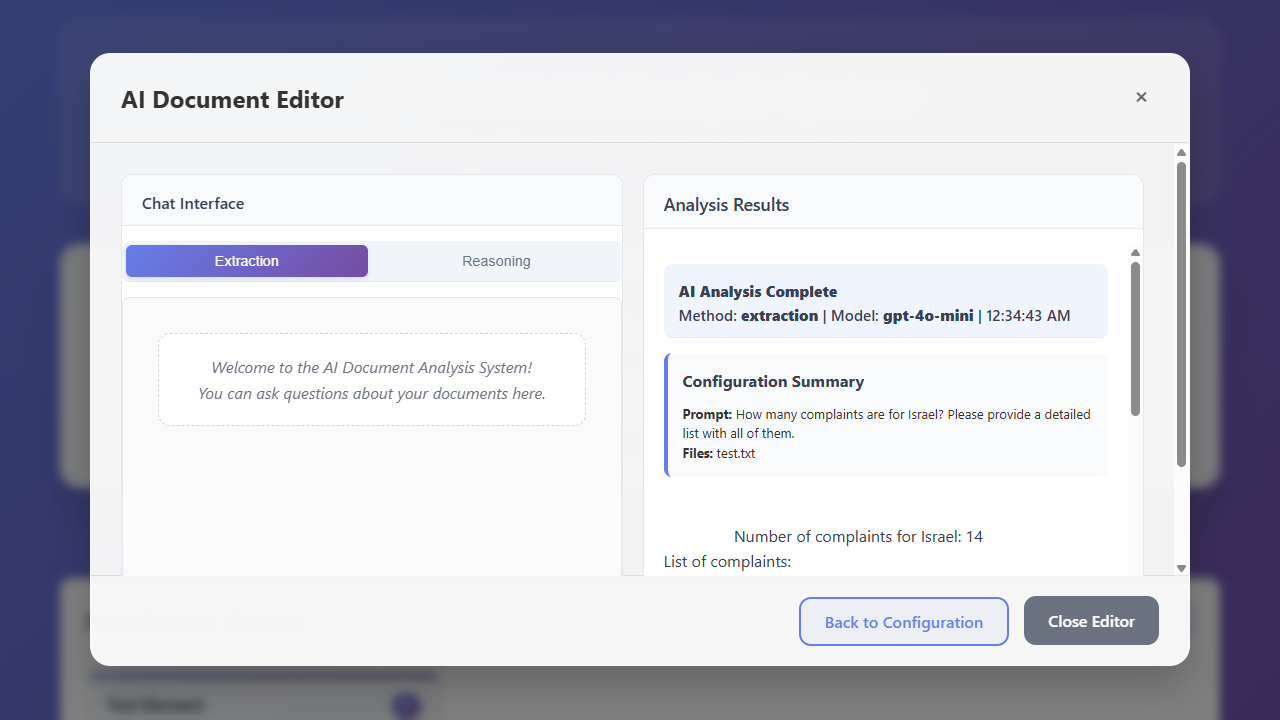 AI Document Editor
×
Chat Interface
Extraction
Reasoning
Welcome to the AI Document Analysis System!
You can ask questions about your documents here.
Analysis Results
AI Analysis Complete
Method: extraction | Model: gpt-4o-mini | 12:34:43 AM
Configuration Summary
Prompt: How many complaints are for Israel? Please provide a detailed
list with all of them.
Files: test.txt
Number of complaints for Israel: 14
List of complaints:
Back to Configuration
Close Editor
Text Element